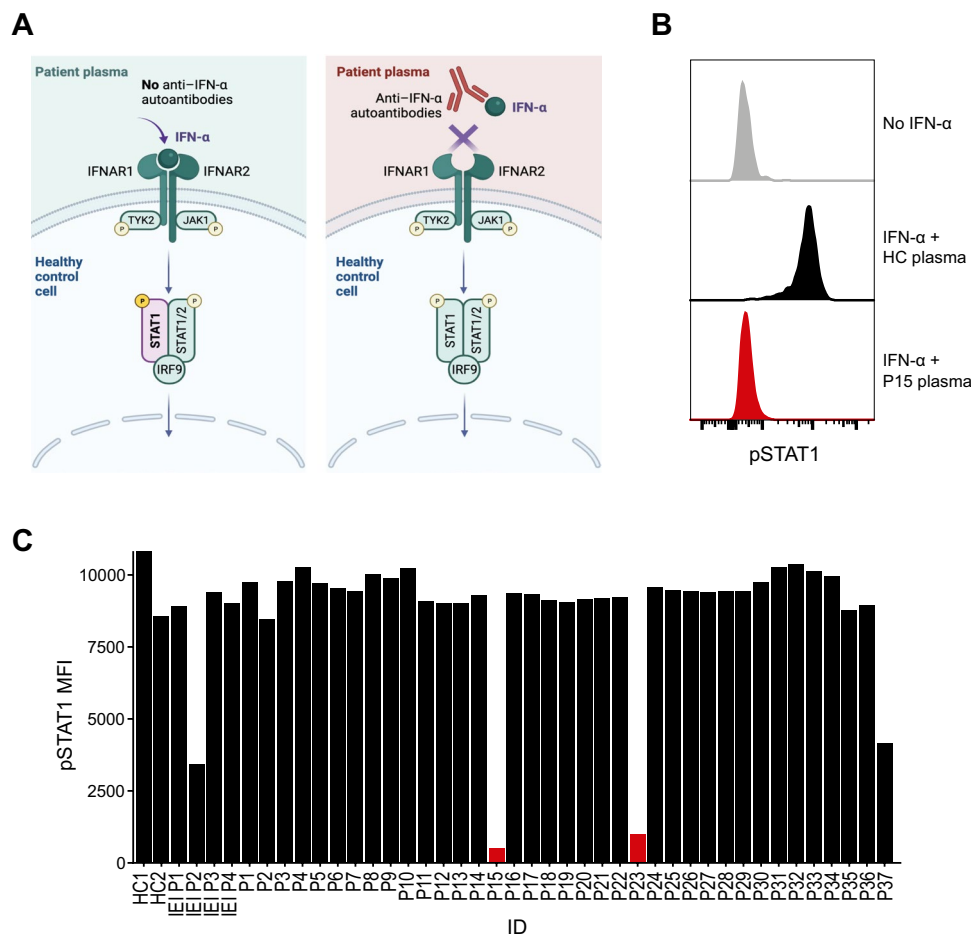 A
Patient plasma
No anti–IFN-α
autoantibodies
IFN-α
IFNAR1
IFNAR2
TYK2
JAK1
P
P
Healthy
control
cell
P
P
STAT1
STAT1/2
IRF9
Patient plasma
Anti–IFN-α
autoantibodies
IFN-α
IFNAR1
IFNAR2
TYK2
JAK1
P
P
Healthy
control
cell
P
P
STAT1
STAT1/2
IRF9
B
No IFN-α
IFN-α +
HC plasma
IFN-α +
P15 plasma
pSTAT1
C
pSTAT1 MFI
10000
7500
5000
2500
0
HC1
HC2
IEI P1
IEI P2
IEI P3
IEI P4
P1
P2
P3
P4
P5
P6
P7
P8
P9
P10
P11
P12
P13
P14
P15
P16
P17
P18
P19
P20
P21
P22
P23
P24
P25
P26
P27
P28
P29
P30
P31
P32
P33
P34
P35
P36
P37
ID